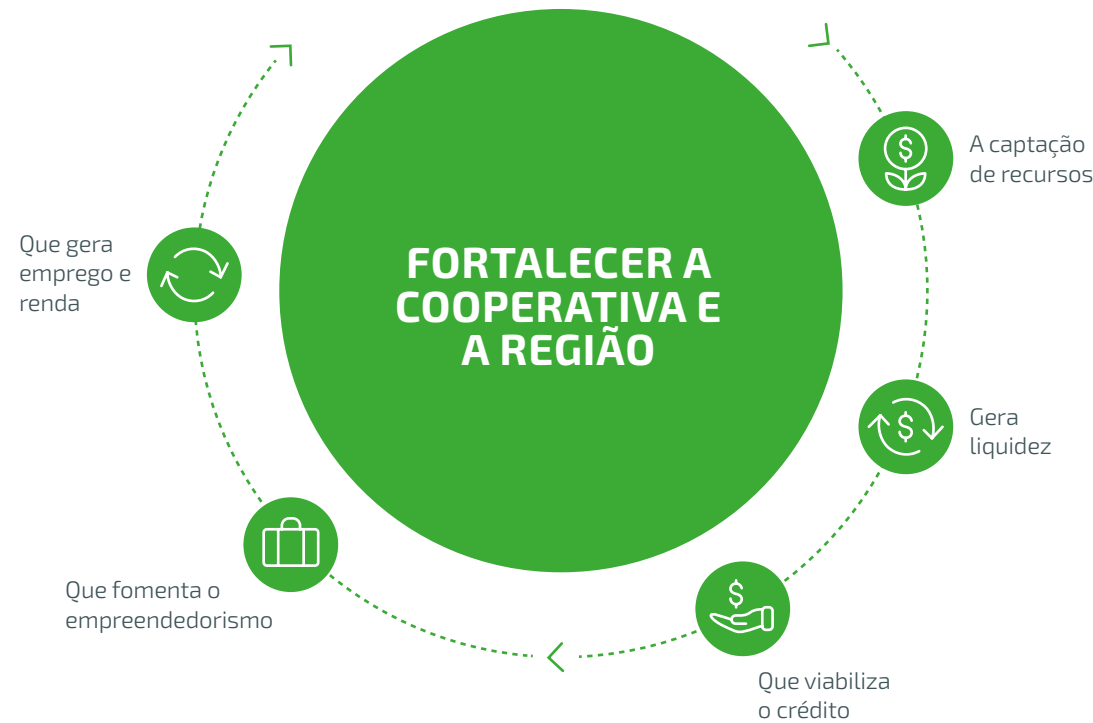 FORTALECER A
COOPERATIVA E
A REGIÃO
A captação
de recursos
Gera
liquidez
Que viabiliza
o crédito
Que fomenta o
empreendedorismo
Que gera
emprego e
renda